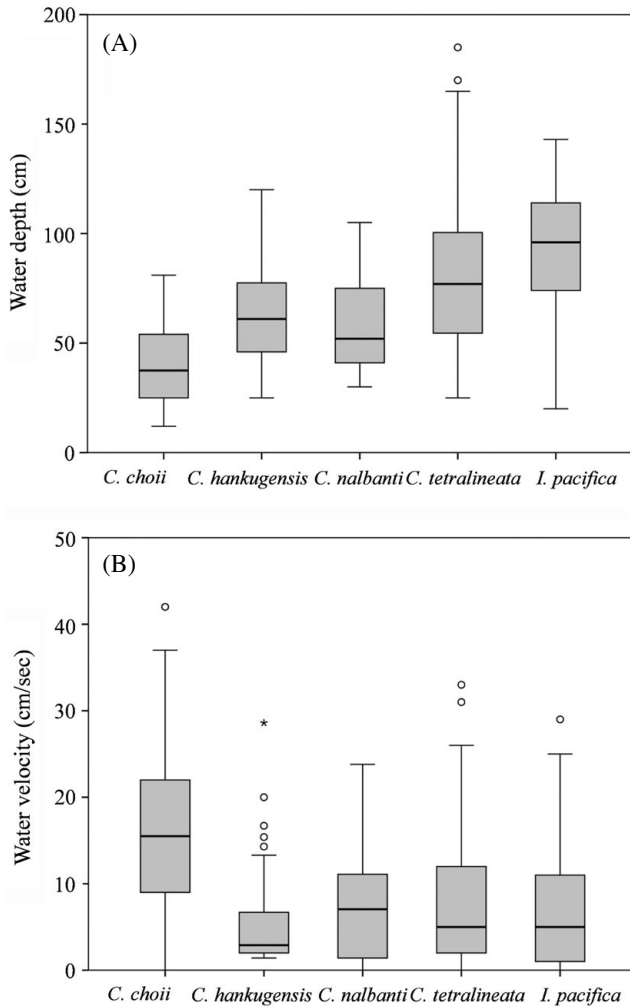 (A)
Water depth (cm)
200
150
100
50
0
C. choii C. hankugensis C. nalbanti C. tetralineata I. pacifica
(B)
Water velocity (cm/sec)
50
40
30
20
10
0
C. choii C. hankugensis C. nalbanti C. tetralineata I. pacifica